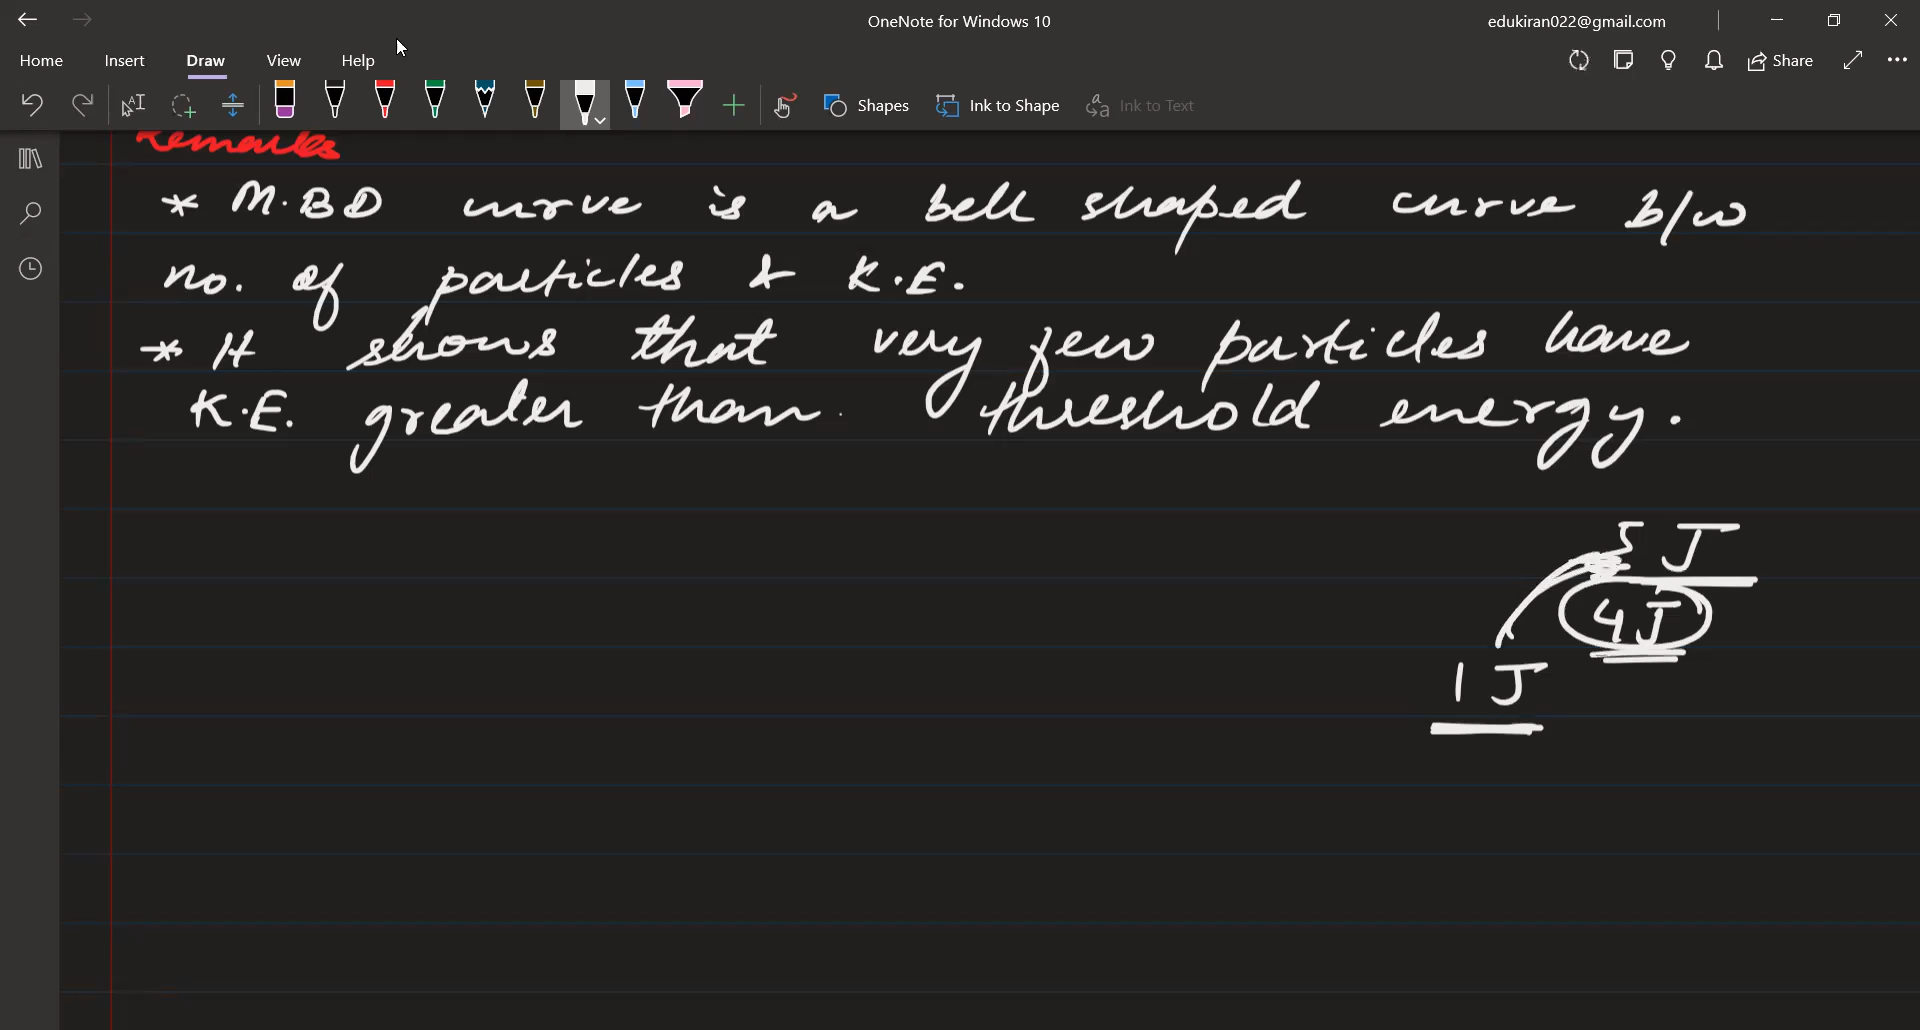 OneNote for Windows 10
edukiran022@gmail.com
Home Insert Draw View Help
Share
Shapes Ink to Shape Ink to Text
Remarks
* M.BD curve is a bell shaped curve b/w
no. of particles & K.E.
* It shows that very few particles have
K.E. greater than threshold energy.
5 J
4 J
1 J